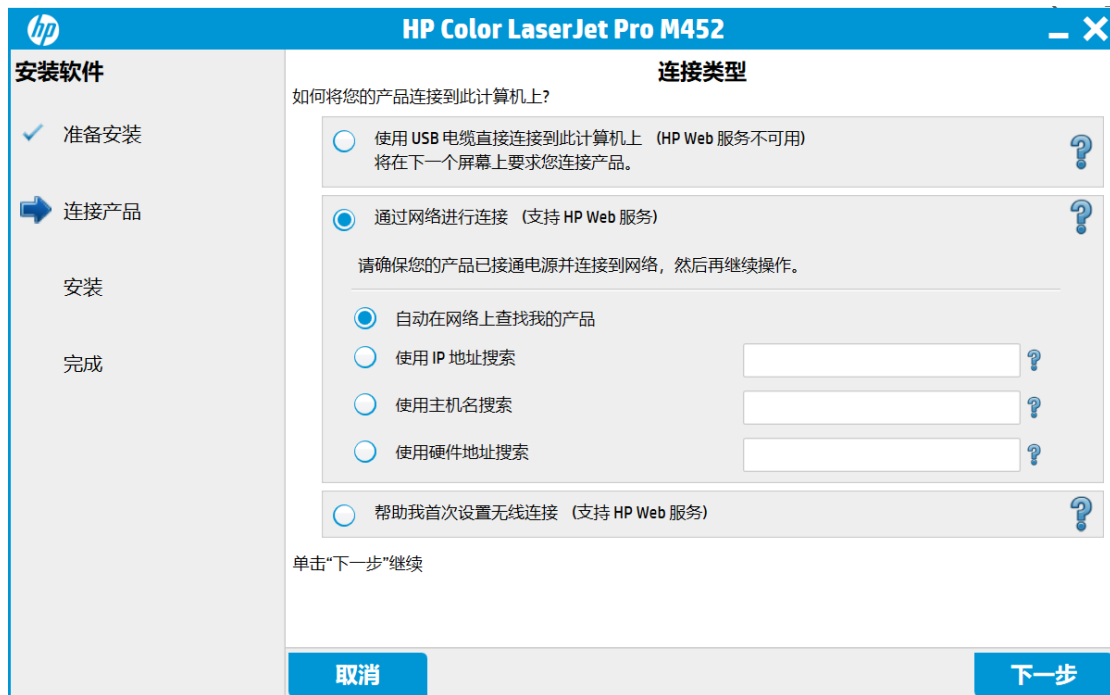 hp
HP Color LaserJet Pro M452
安装软件
准备安装
连接产品
安装
完成
连接类型
如何将您的产品连接到此计算机上?
使用 USB 电缆直接连接到此计算机上 (HP Web 服务不可用)
将在下一个屏幕上要求您连接产品。
通过网络进行连接 (支持 HP Web 服务)
请确保您的产品已接通电源并连接到网络，然后再继续操作。
自动在网络上查找我的产品
使用 IP 地址搜索
使用主机名搜索
使用硬件地址搜索
帮助我首次设置无线连接 (支持 HP Web 服务)
单击“下一步”继续
取消
下一步